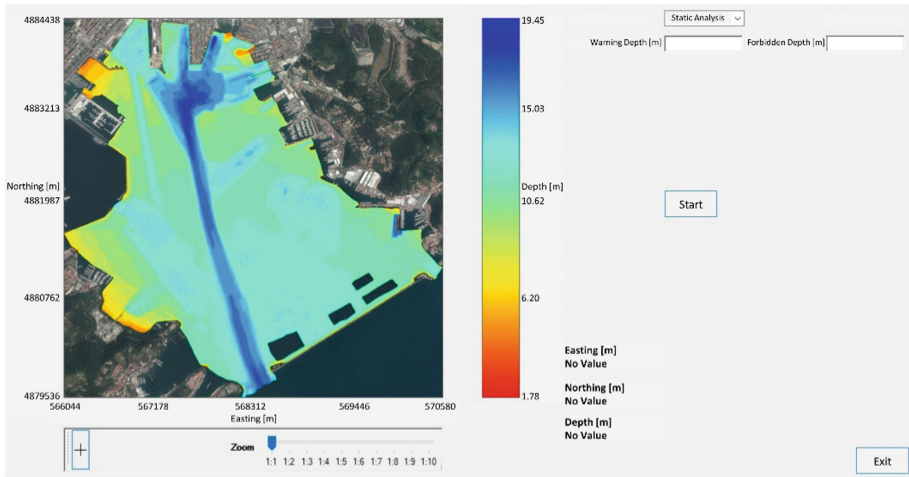 Static Analysis
Warning Depth [m] Forbidden Depth [m]
4884438
4883213
Northing [m]
4881987
4880762
4879536
566044 567178 568312 569446 570580
Easting [m]
19.45
15.03
Depth [m]
10.62
6.20
1.78
Start
Easting [m]
No Value
Northing [m]
No Value
Depth [m]
No Value
Zoom
1:1 1:2 1:3 1:4 1:5 1:6 1:7 1:8 1:9 1:10
Exit